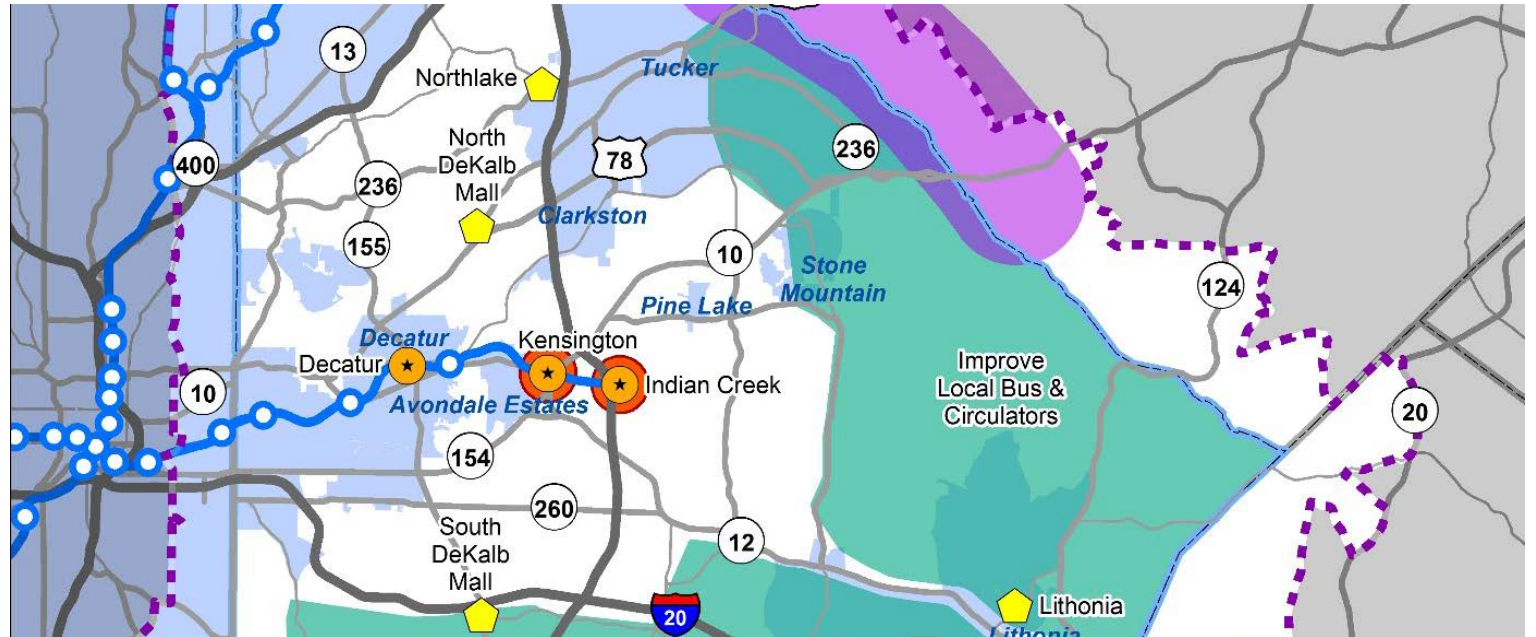 13
Tucker
Northlake
North
DeKalb
Mall
78
236
400
236
Clarkston
155
10
Stone
Mountain
124
Pine Lake
Decatur
Decatur
Kensington
Indian Creek
Improve
Local Bus &
Circulators
10
Avondale Estates
20
154
260
South
DeKalb
Mall
12
20
Lithonia
Lithonia